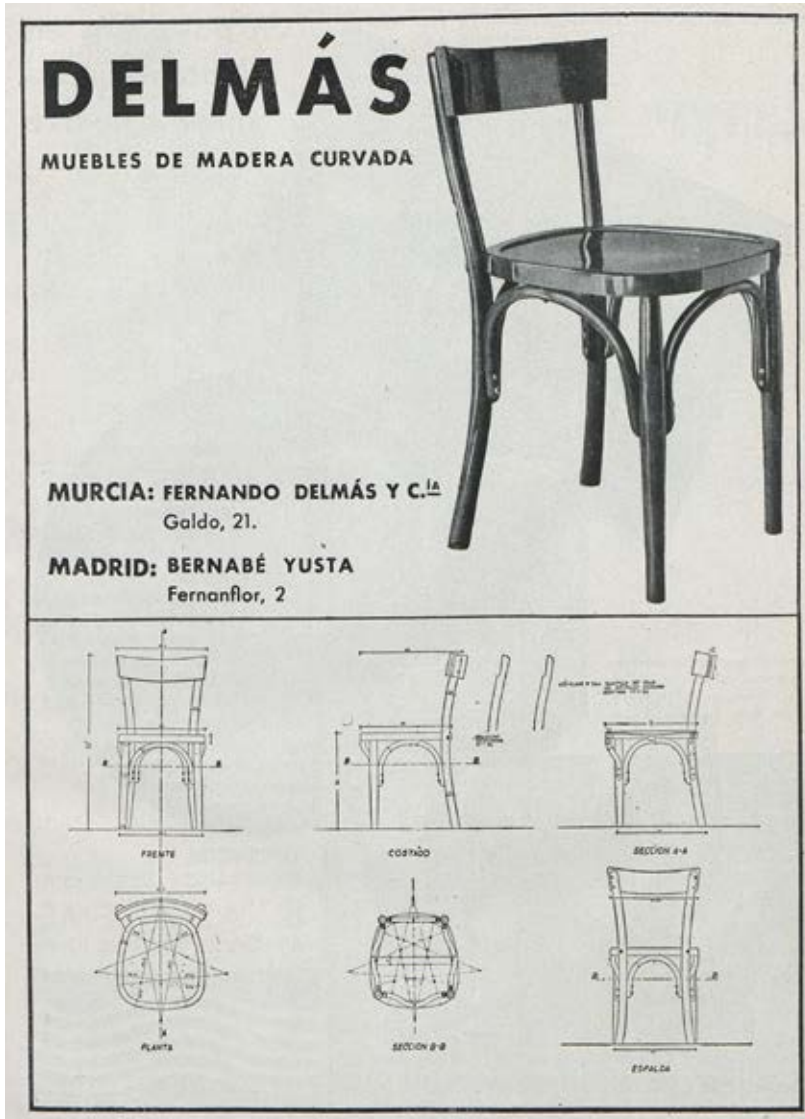 DELMÁS
MUEBLES DE MADERA CURVADA
MURCIA: FERNANDO DELMÁS Y C.ÍA
Galdo, 21.
MADRID: BERNABÉ YUSTA
Fernanflor, 2
A
B B
B B
FRENTE
COSTADO
SECCION A-A
A
PLANTA
SECCION B-B
ESPALDA